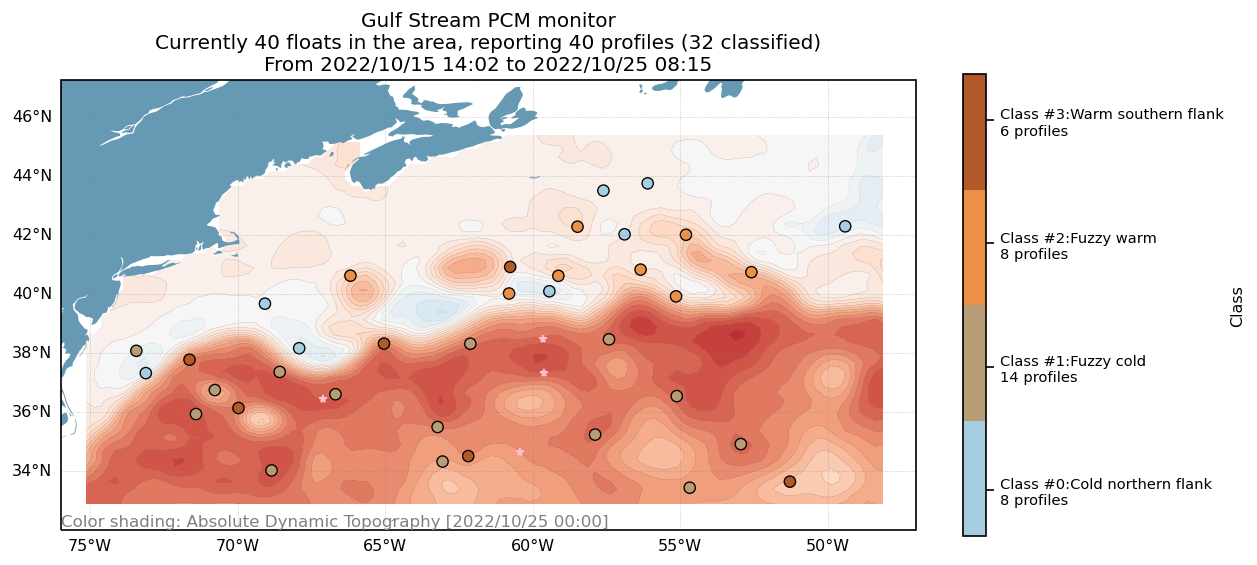 Gulf Stream PCM monitor
Currently 40 floats in the area, reporting 40 profiles (32 classified)
From 2022/10/15 14:02 to 2022/10/25 08:15
46°N
44°N
42°N
40°N
38°N
36°N
34°N
Color shading: Absolute Dynamic Topography [2022/10/25 00:00]
75°W
70°W
65°W
60°W
55°W
50°W
Class #3:Warm southern flank
6 profiles
Class #2:Fuzzy warm
8 profiles
Class #1:Fuzzy cold
14 profiles
Class #0:Cold northern flank
8 profiles
Class